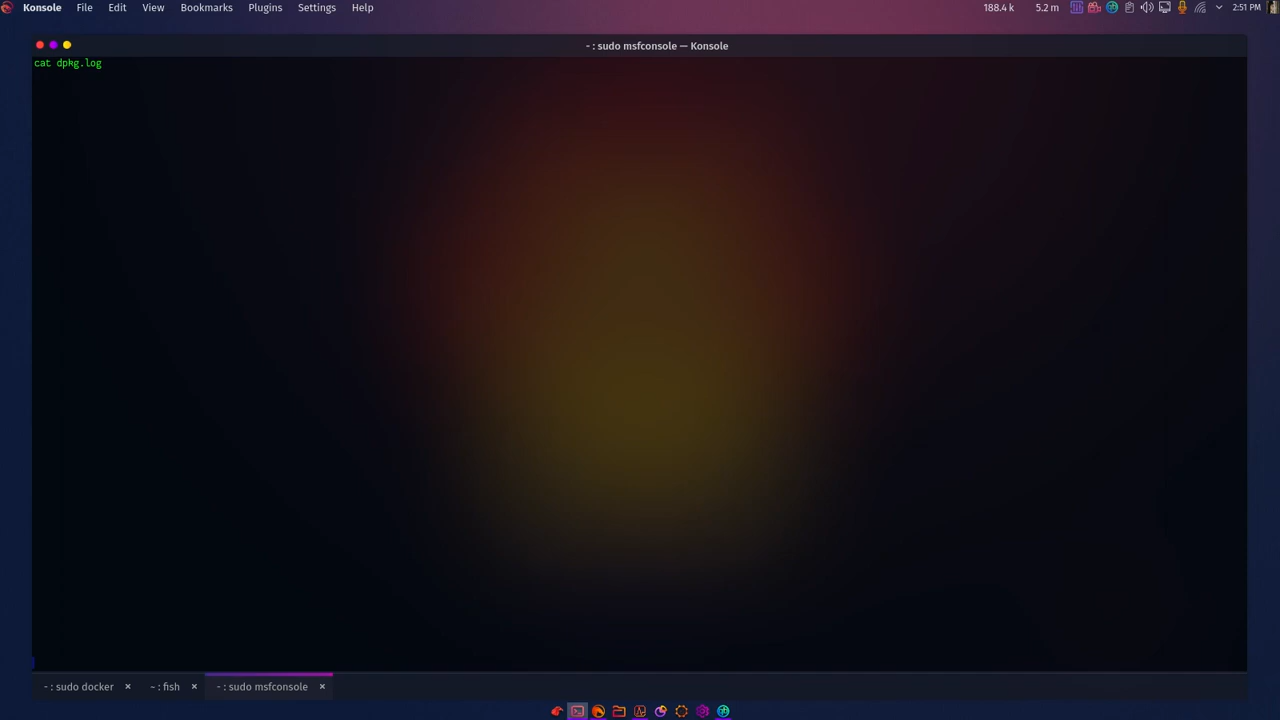 Konsole File Edit View Bookmarks Plugins Settings Help 188.4 k 5.2 m 2:51 PM
~ : sudo msfconsole — Konsole
cat dpkg.log
~ : sudo docker × ~ : fish × ~ : sudo msfconsole ×